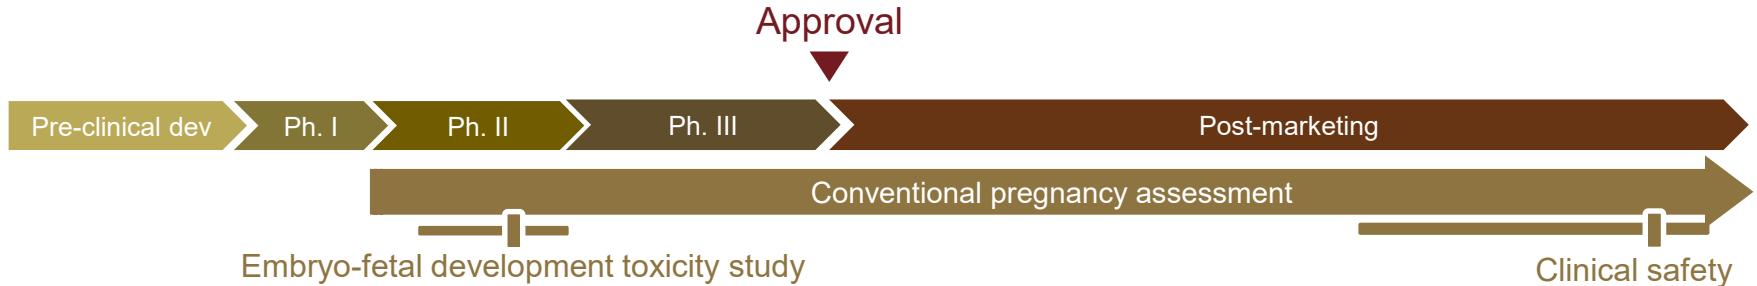 Approval
Pre-clinical dev
Ph. I
Ph. II
Ph. III
Post-marketing
Conventional pregnancy assessment
Embryo-fetal development toxicity study
Clinical safety